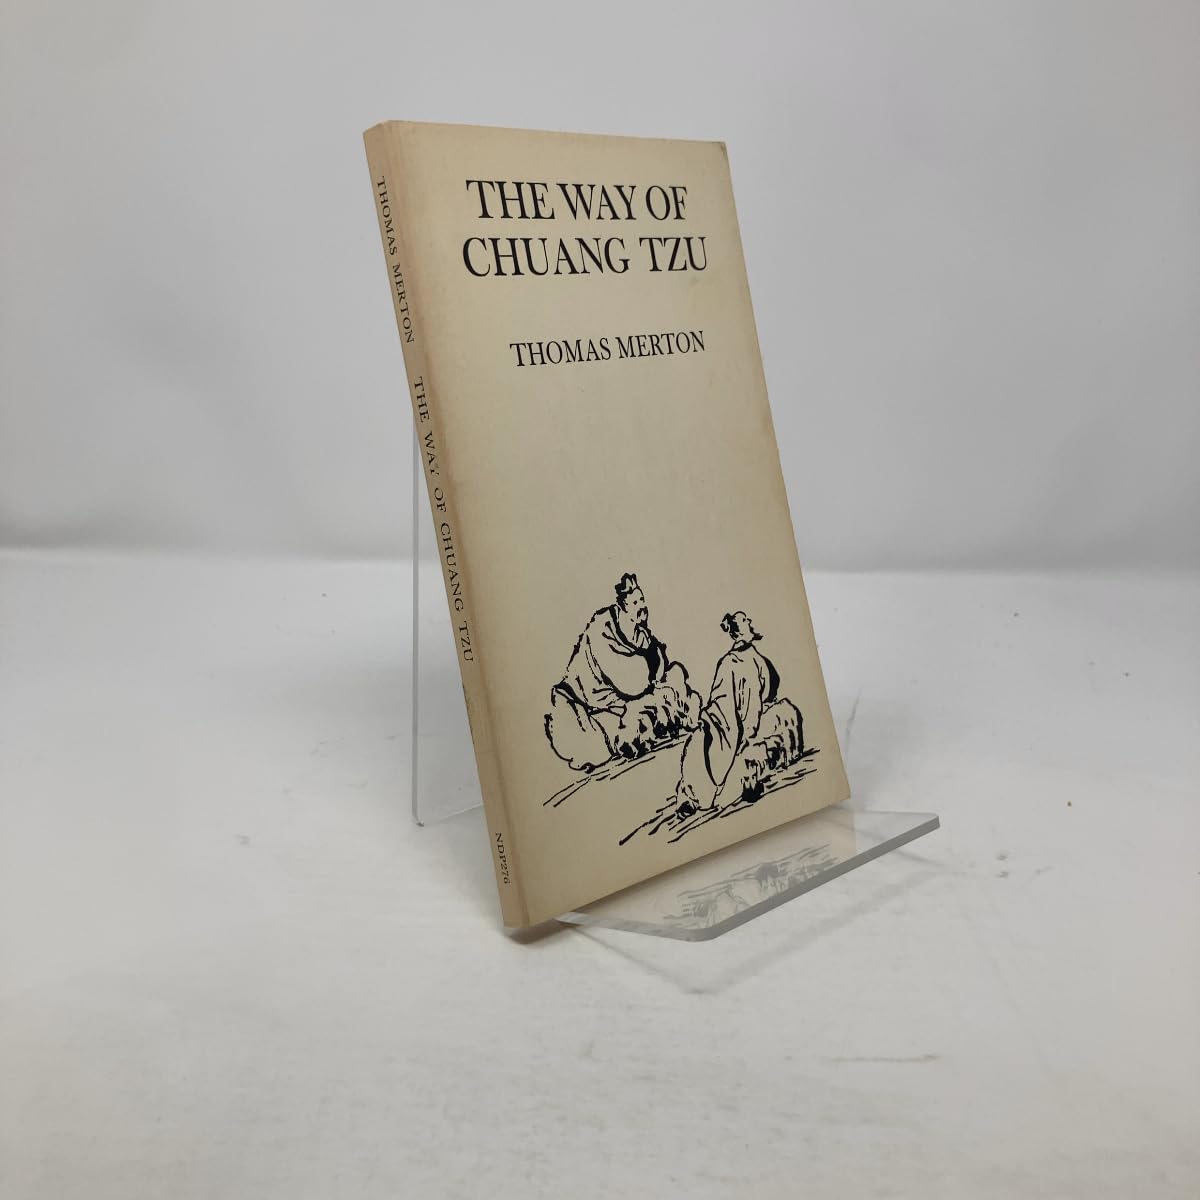 THE WAY OF
CHUANG TZU
THOMAS MERTON
THOMAS MERTON THE WAY OF CHUANG TZU NDP276